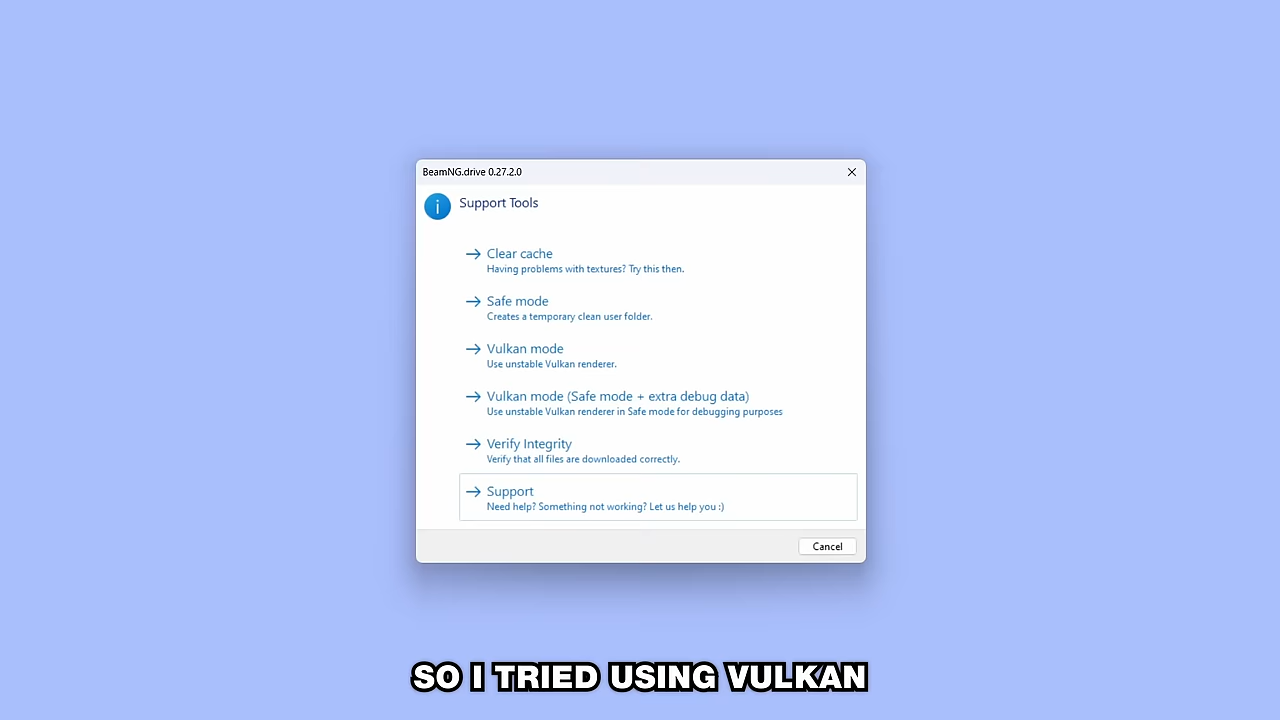 BeamNG.drive 0.27.2.0
Support Tools
Clear cache
Having problems with textures? Try this then.
Safe mode
Creates a temporary clean user folder.
Vulkan mode
Use unstable Vulkan renderer.
Vulkan mode (Safe mode + extra debug data)
Use unstable Vulkan renderer in Safe mode for debugging purposes
Verify Integrity
Verify that all files are downloaded correctly.
Support
Need help? Something not working? Let us help you :)
Cancel
SO I TRIED USING VULKAN